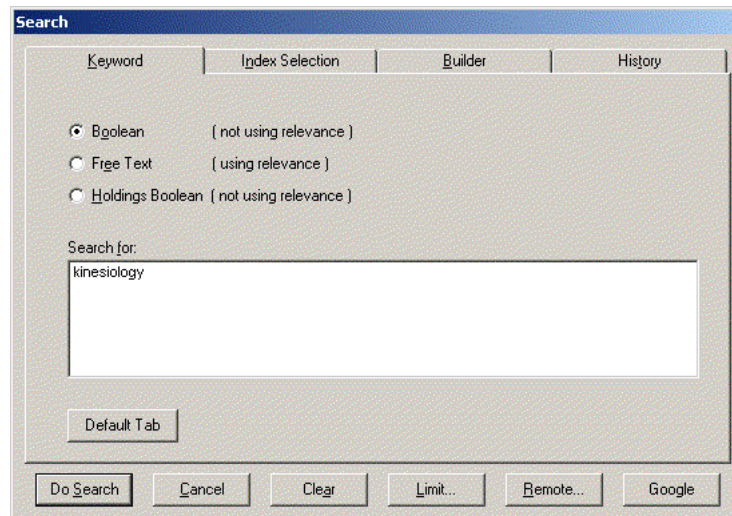 Search
Keyword Index Selection Builder History
Boolean ( not using relevance )
Free Text ( using relevance )
Holdings Boolean ( not using relevance )
Search for:
kinesiology
Default Tab
Do Search Cancel Clear Limit... Remote... Google